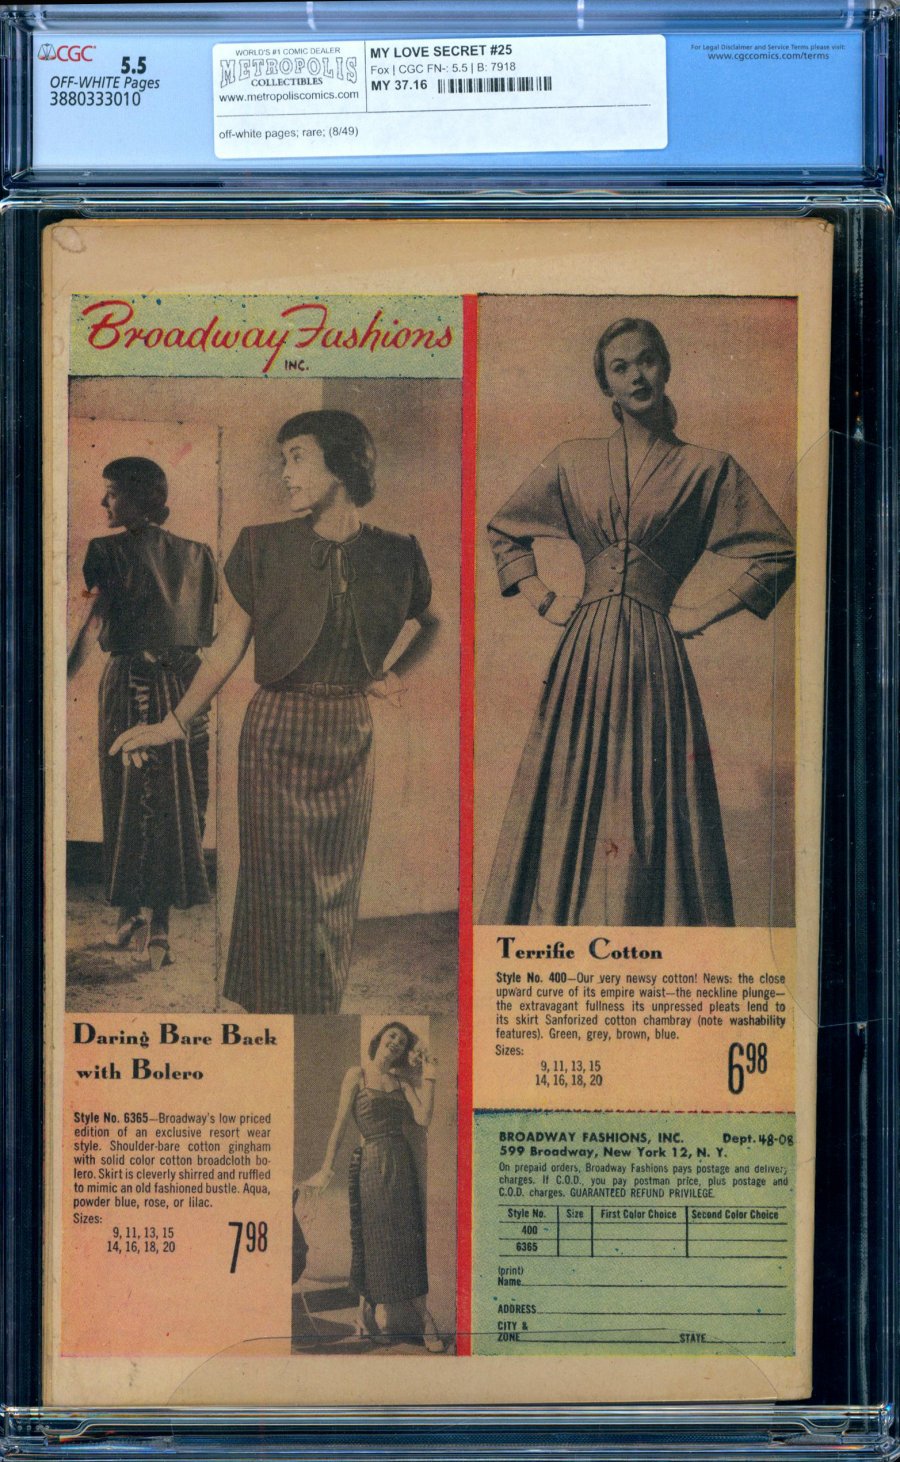 CGC
5.5
OFF-WHITE Pages
3880333010
WORLD'S #1 COMIC DEALER
METROPOLIS
COLLECTIBLES
www.metropoliscomics.com
MY LOVE SECRET #25
Fox | CGC FN-: 5.5 | B: 7918
MY 37.16
off-white pages; rare; (8/49)
For Legal Disclaimer and Service Terms please visit:
www.cgccomics.com/terms
Broadway Fashions
INC.
Daring Bare Back
with Bolero
Style No. 6365—Broadway's low priced
edition of an exclusive resort wear
style. Shoulder-bare cotton gingham
with solid color cotton broadcloth bo-
lero. Skirt is cleverly shirred and ruffled
to mimic an old fashioned bustle. Aqua,
powder blue, rose, or lilac.
Sizes:
9, 11, 13, 15
14, 16, 18, 20
7 98
Terrific Cotton
Style No. 400—Our very newsy cotton! News: the close
upward curve of its empire waist—the neckline plunge—
the extravagant fullness its unpressed pleats lend to
its skirt Sanforized cotton chambray (note washability
features). Green, grey, brown, blue.
Sizes:
9, 11, 13, 15
14, 16, 18, 20
6 98
BROADWAY FASHIONS, INC. Dept. 48-08
599 Broadway, New York 12, N. Y.
On prepaid orders, Broadway Fashions pays postage and delivery
charges. If C.O.D., you pay postman price, plus postage and
C.O.D. charges. GUARANTEED REFUND PRIVILEGE.
Style No. Size First Color Choice Second Color Choice
400
6365
(print)
Name
ADDRESS
CITY &
ZONE STATE